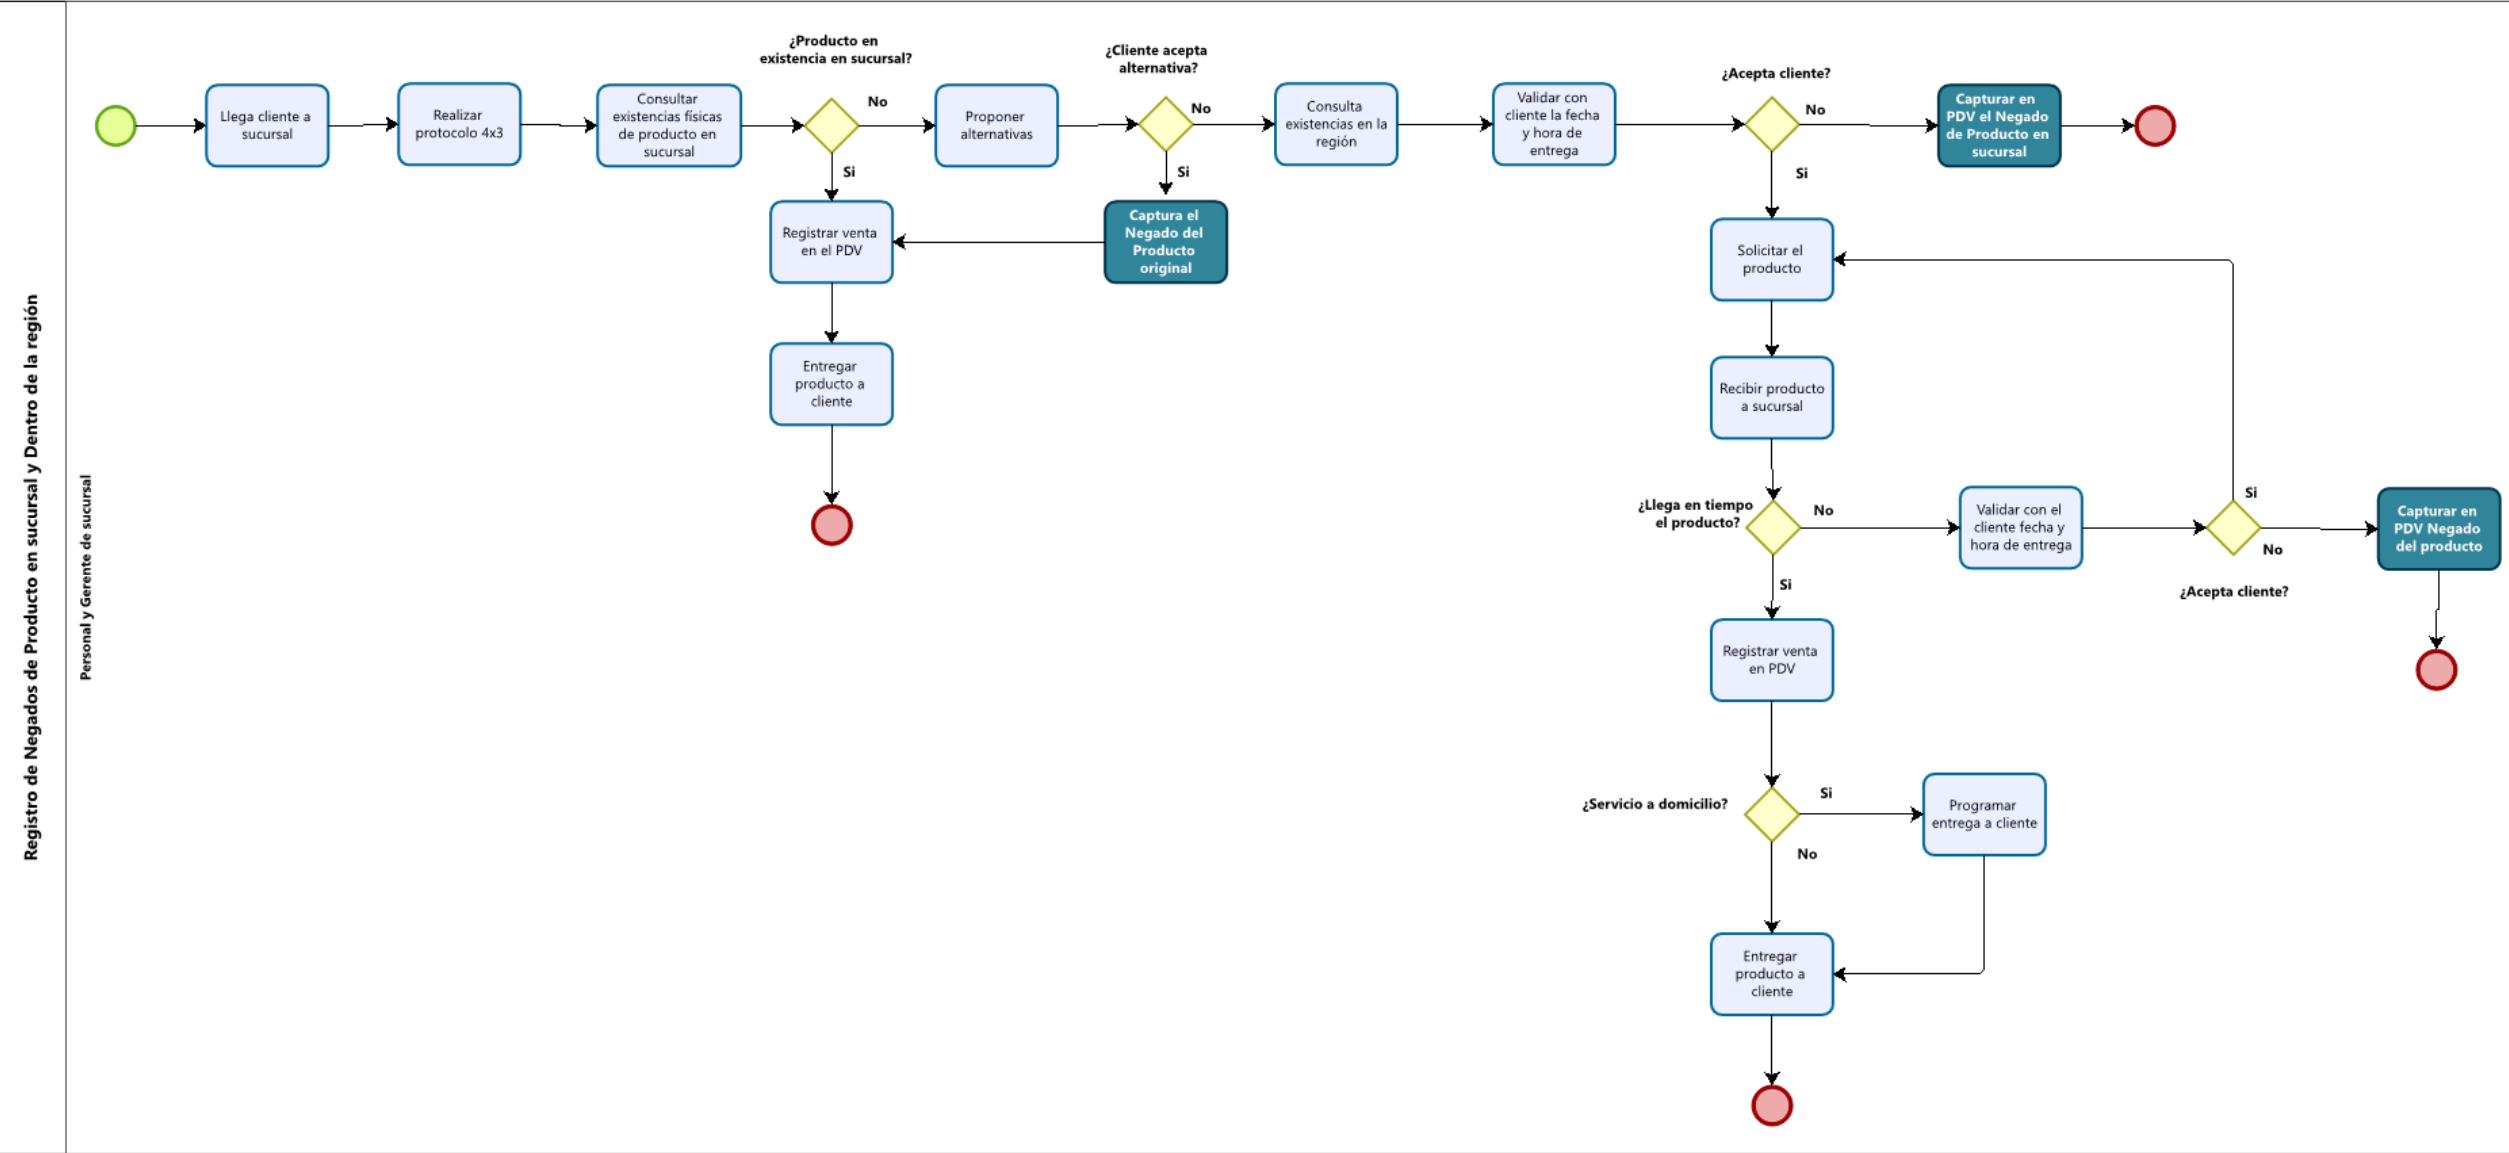 Registro de Negados de Producto en sucursal y Dentro de la región
Personal y Gerente de sucursal
Llega cliente a
sucursal
Realizar
protocolo 4x3
Consultar
existencias físicas
de producto en
sucursal
¿Producto en
existencia en sucursal?
No
Si
Proponer
alternativas
¿Cliente acepta
alternativa?
No
Si
Consulta
existencias en la
región
Validar con
cliente la fecha
y hora de
entrega
¿Acepta cliente?
No
Si
Capturar en
PDV el Negado
de Producto en
sucursal
Registrar venta
en el PDV
Captura el
Negado del
Producto
original
Entregar
producto a
cliente
Solicitar el
producto
Recibir producto
a sucursal
¿Llega en tiempo
el producto?
No
Si
Validar con el
cliente fecha y
hora de entrega
Si
No
¿Acepta cliente?
Capturar en
PDV Negado
del producto
Registrar venta
en PDV
¿Servicio a domicilio?
Si
No
Programar
entrega a cliente
Entregar
producto a
cliente